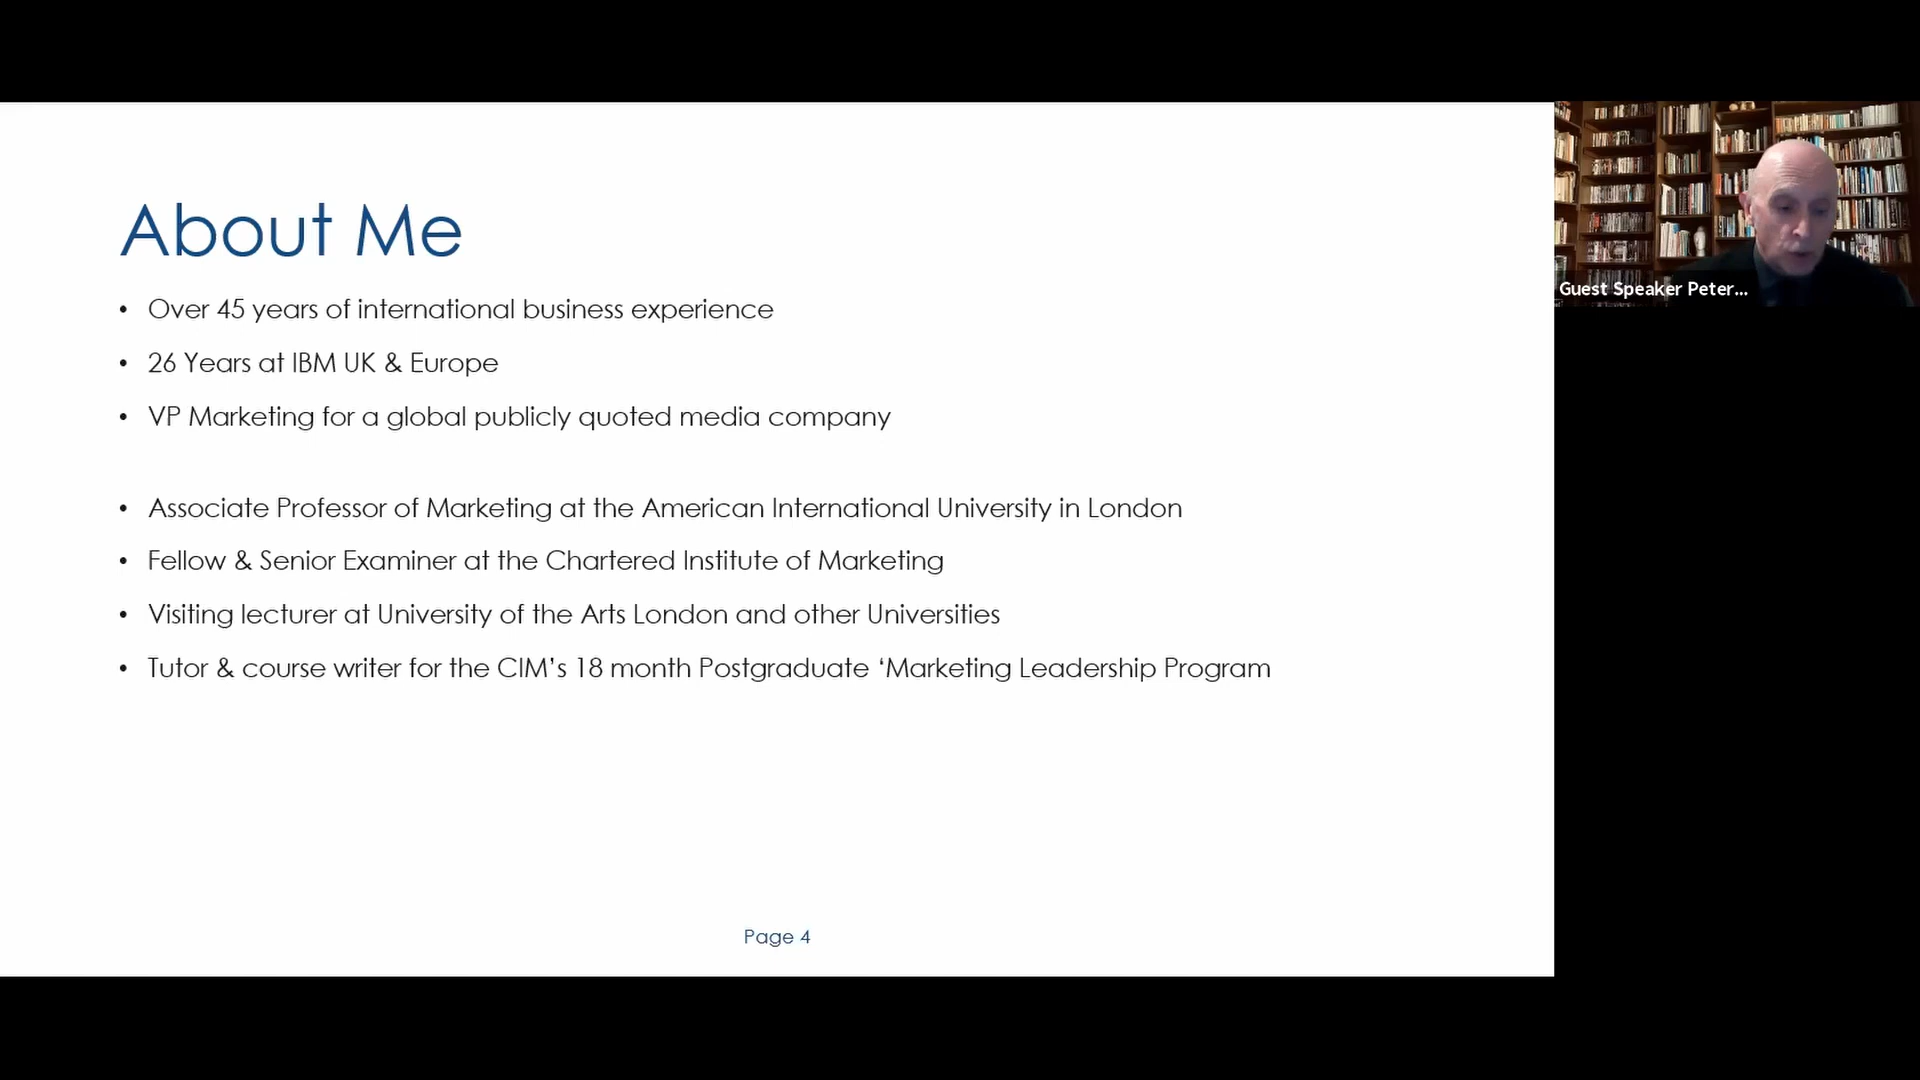 About Me
• Over 45 years of international business experience
• 26 Years at IBM UK & Europe
• VP Marketing for a global publicly quoted media company
• Associate Professor of Marketing at the American International University in London
• Fellow & Senior Examiner at the Chartered Institute of Marketing
• Visiting lecturer at University of the Arts London and other Universities
• Tutor & course writer for the CIM’s 18 month Postgraduate ‘Marketing Leadership Program
Page 4
Guest Speaker Peter...